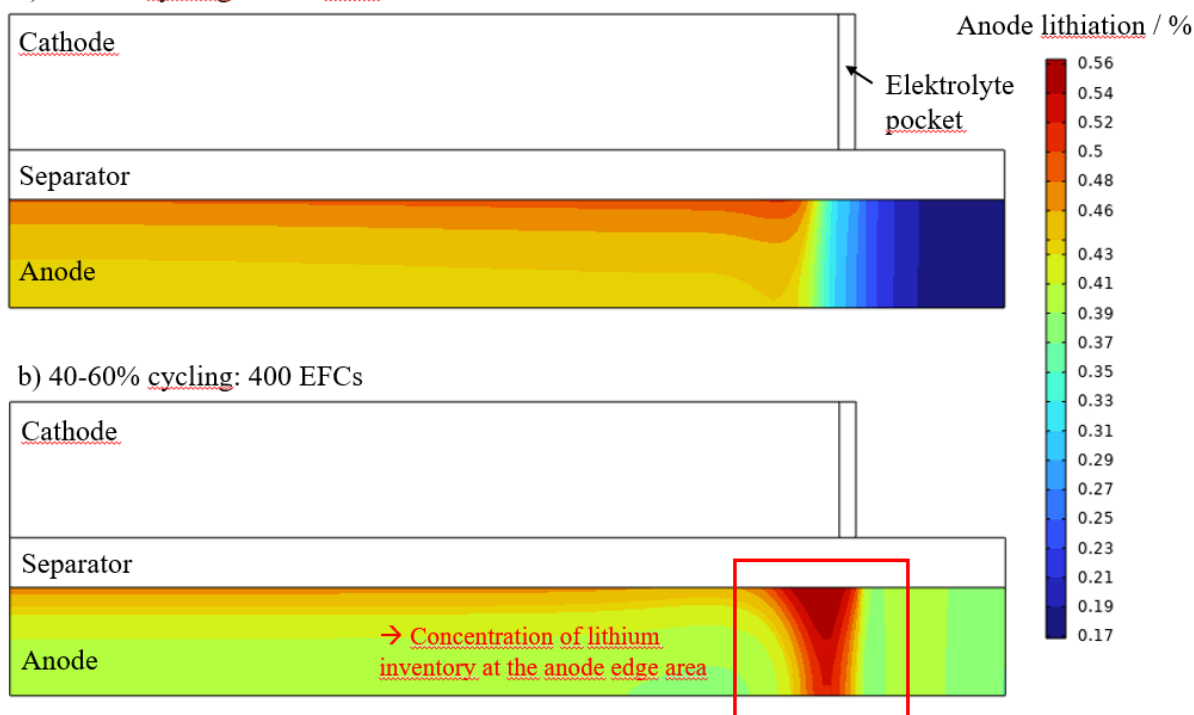 Cathode
Anode lithiation / %
Elektrolyte
pocket
Separator
Anode
0.56
0.54
0.52
0.5
0.48
0.46
0.43
0.41
0.39
0.37
0.35
0.33
0.31
0.29
0.27
0.25
0.23
0.21
0.19
0.17
b) 40-60% cycling: 400 EFCs
Cathode
Separator
→ Concentration of lithium
inventory at the anode edge area
Anode